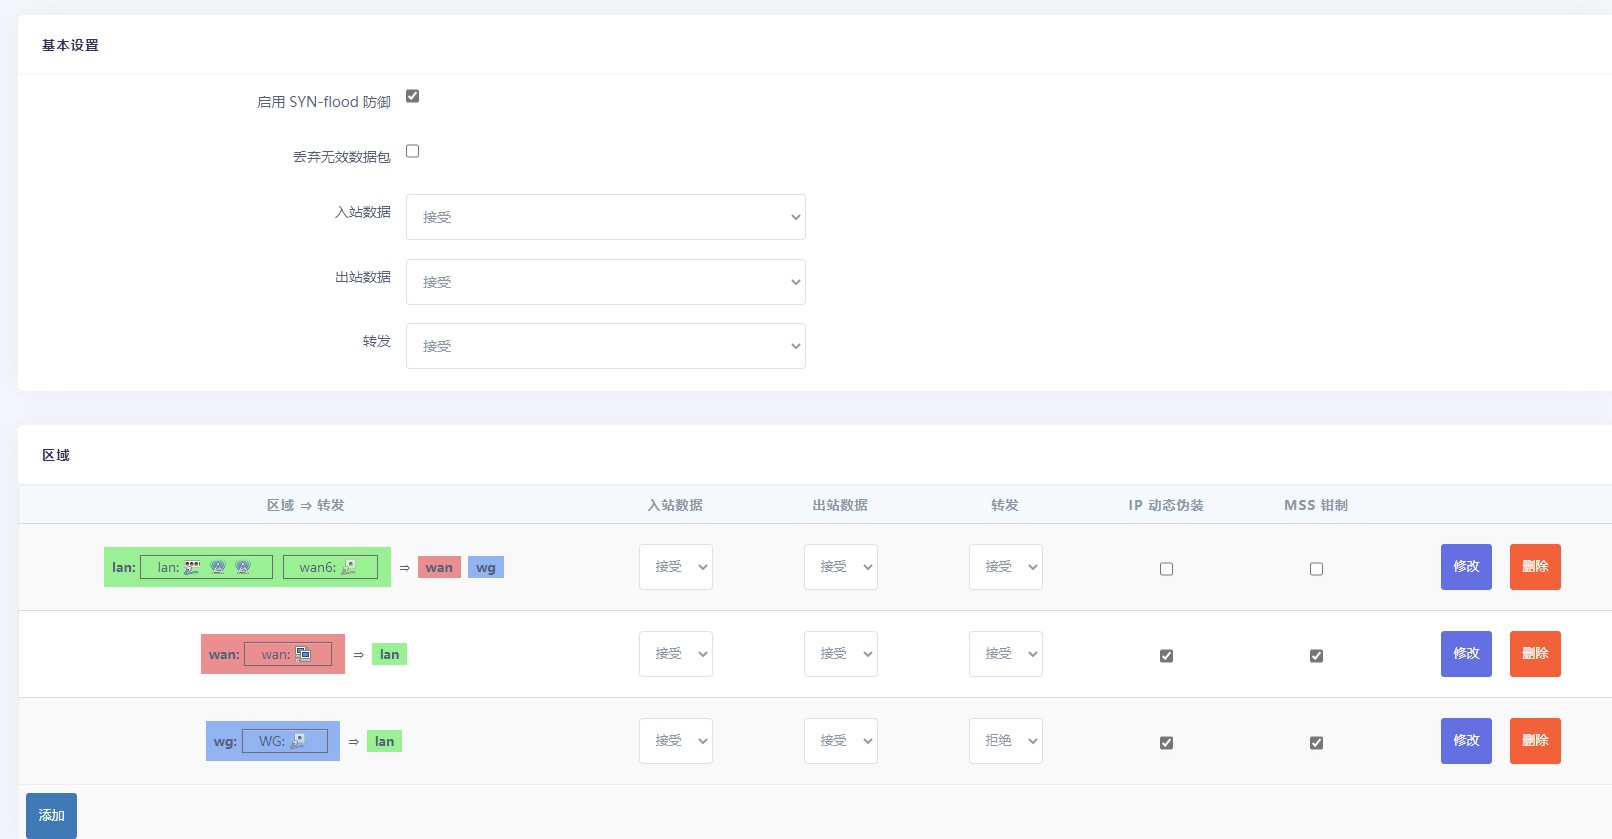 基本设置
启用 SYN-flood 防御
丢弃无效数据包
入站数据 接受
出站数据 接受
转发 接受
区域
区域 ⇒ 转发 入站数据 出站数据 转发 IP 动态伪装 MSS 钳制
lan: lan: wan6: ⇒ wan wg 接受 接受 接受 修改 删除
wan: wan: ⇒ lan 接受 接受 接受 修改 删除
wg: WG: ⇒ lan 接受 接受 拒绝 修改 删除
添加